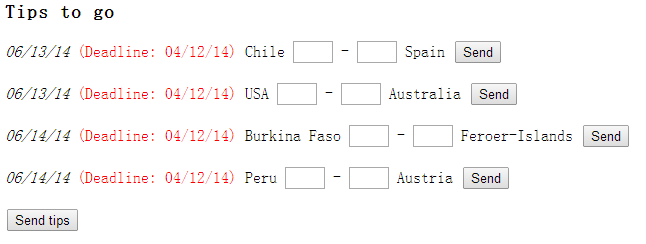 Tips to go
06/13/14 (Deadline: 04/12/14) Chile - Spain Send
06/13/14 (Deadline: 04/12/14) USA - Australia Send
06/14/14 (Deadline: 04/12/14) Burkina Faso - Feroer-Islands Send
06/14/14 (Deadline: 04/12/14) Peru - Austria Send
Send tips